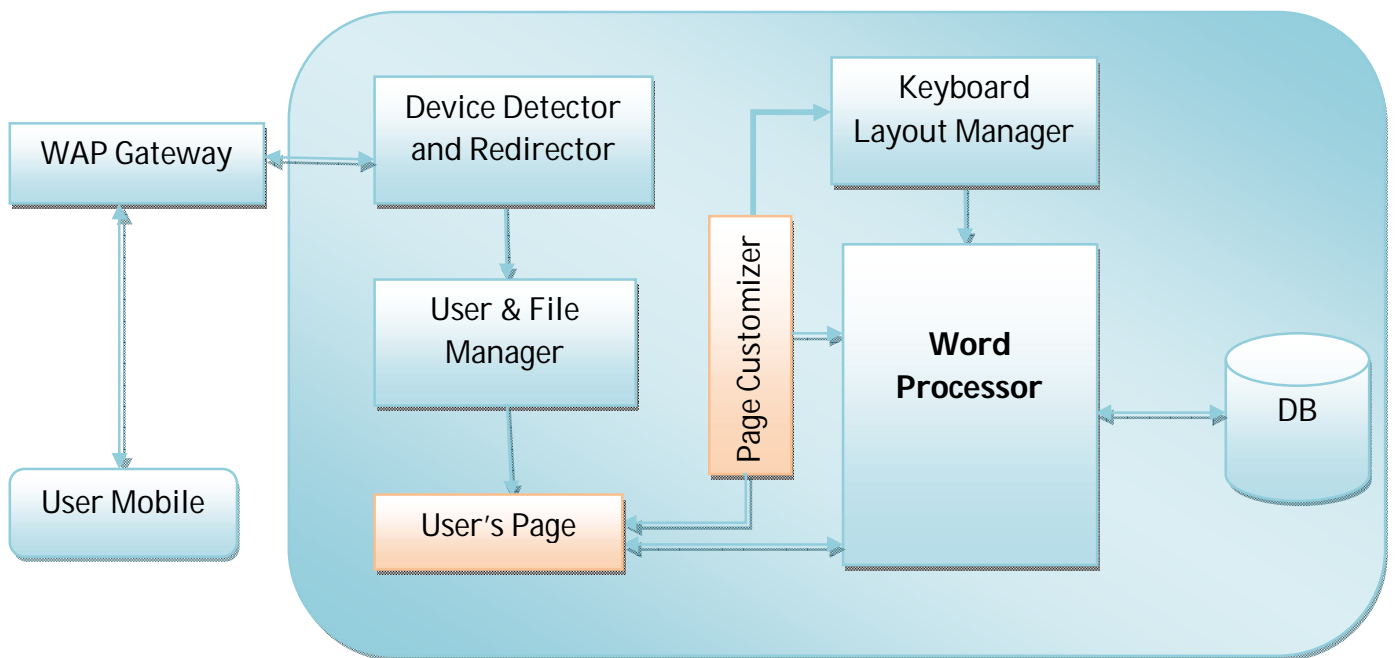 WAP Gateway
User Mobile
Device Detector
and Redirector
User & File
Manager
User's Page
Page Customizer
Keyboard
Layout Manager
Word
Processor
DB